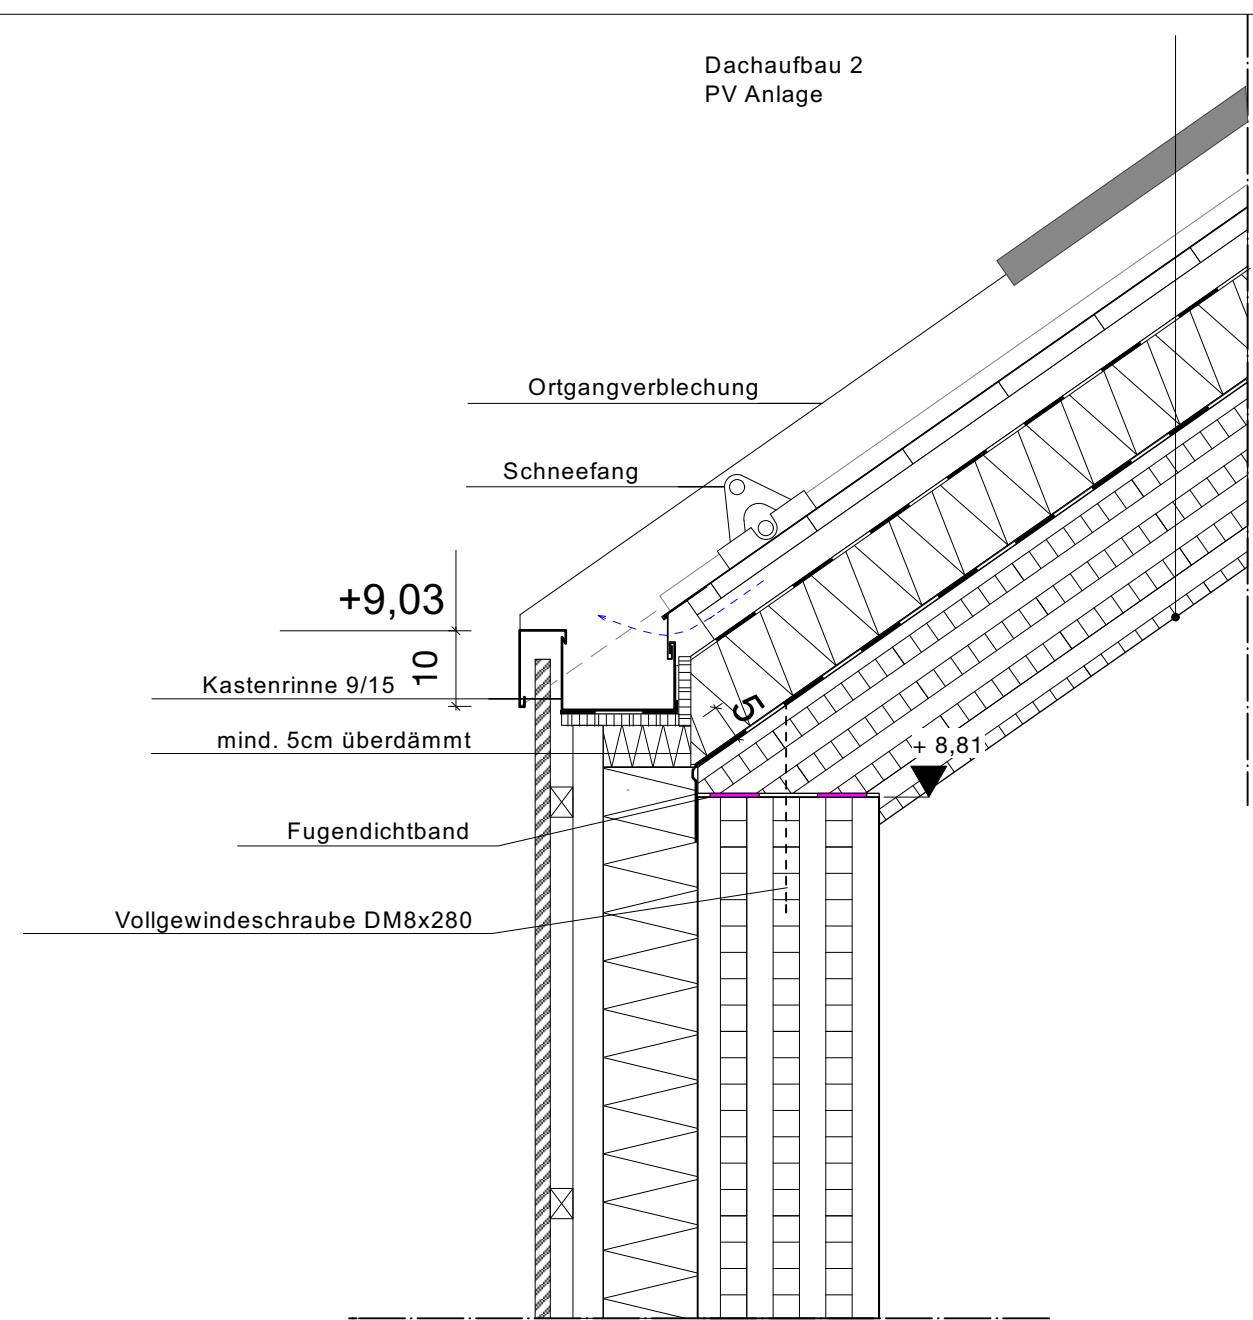 Dachaufbau 2
PV Anlage
Ortgangverblechung
Schneefang
+9,03
10
Kastenrinne 9/15
5
mind. 5cm überdämmt
+ 8,81
Fugendichtband
Vollgewindeschraube DM8x280